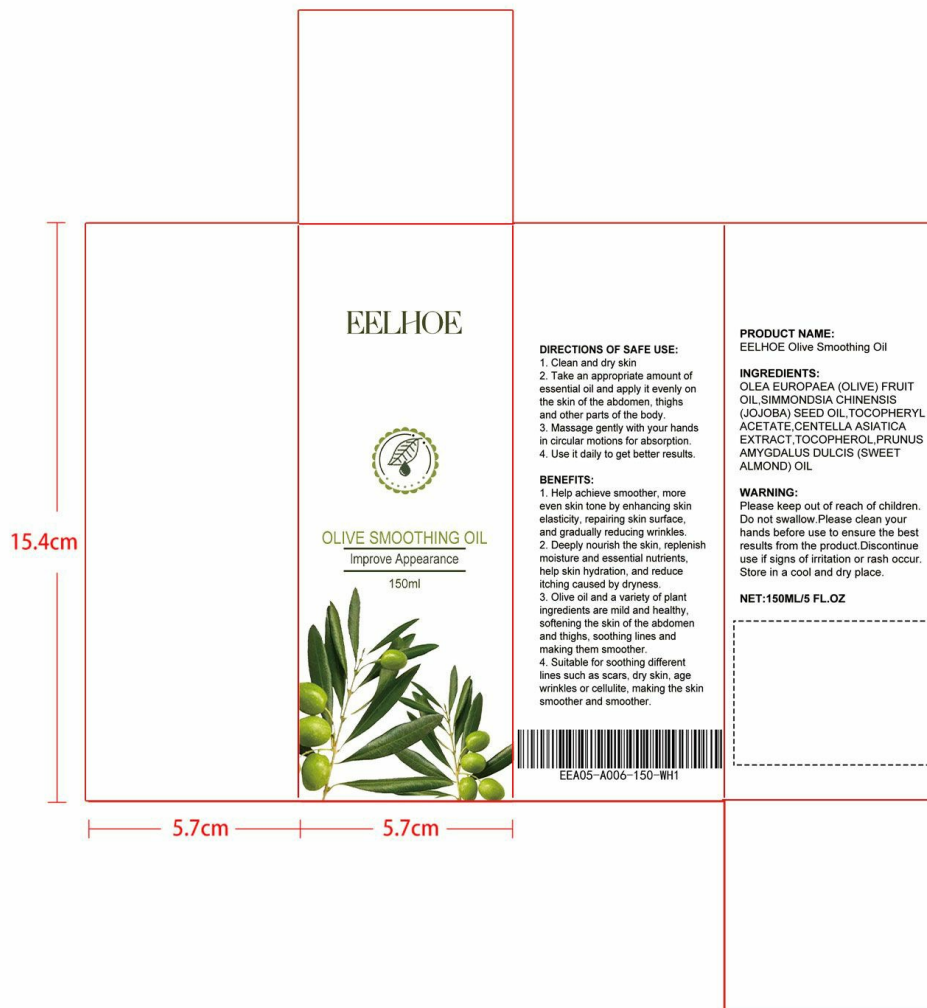 EELHOE
OLIVE SMOOTHING OIL
Improve Appearance
150ml
DIRECTIONS OF SAFE USE:
1. Clean and dry skin
2. Take an appropriate amount of
essential oil and apply it evenly on
the skin of the abdomen, thighs
and other parts of the body.
3. Massage gently with your hands
in circular motions for absorption.
4. Use it daily to get better results.
BENEFITS:
1. Help achieve smoother, more
even skin tone by enhancing skin
elasticity, repairing skin surface,
and gradually reducing wrinkles.
2. Deeply nourish the skin, replenish
moisture and essential nutrients,
help skin hydration, and reduce
itching caused by dryness.
3. Olive oil and a variety of plant
ingredients are mild and healthy,
softening the skin of the abdomen
and thighs, soothing lines and
making them smoother.
4. Suitable for soothing different
lines such as scars, dry skin, age
wrinkles or cellulite, making the skin
smoother and smoother.
EEA05-A006-150-WH1
PRODUCT NAME:
EELHOE Olive Smoothing Oil
INGREDIENTS:
OLEA EUROPAEA (OLIVE) FRUIT
OIL,SIMMONDSIA CHINENSIS
(JOJOBA) SEED OIL,TOCOPHERYL
ACETATE,CENTELLA ASIATICA
EXTRACT,TOCOPHEROL,PRUNUS
AMYGDALUS DULCIS (SWEET
ALMOND) OIL
WARNING:
Please keep out of reach of children.
Do not swallow.Please clean your
hands before use to ensure the best
results from the product.Discontinue
use if signs of irritation or rash occur.
Store in a cool and dry place.
NET:150ML/5 FL.OZ
15.4cm
5.7cm
5.7cm